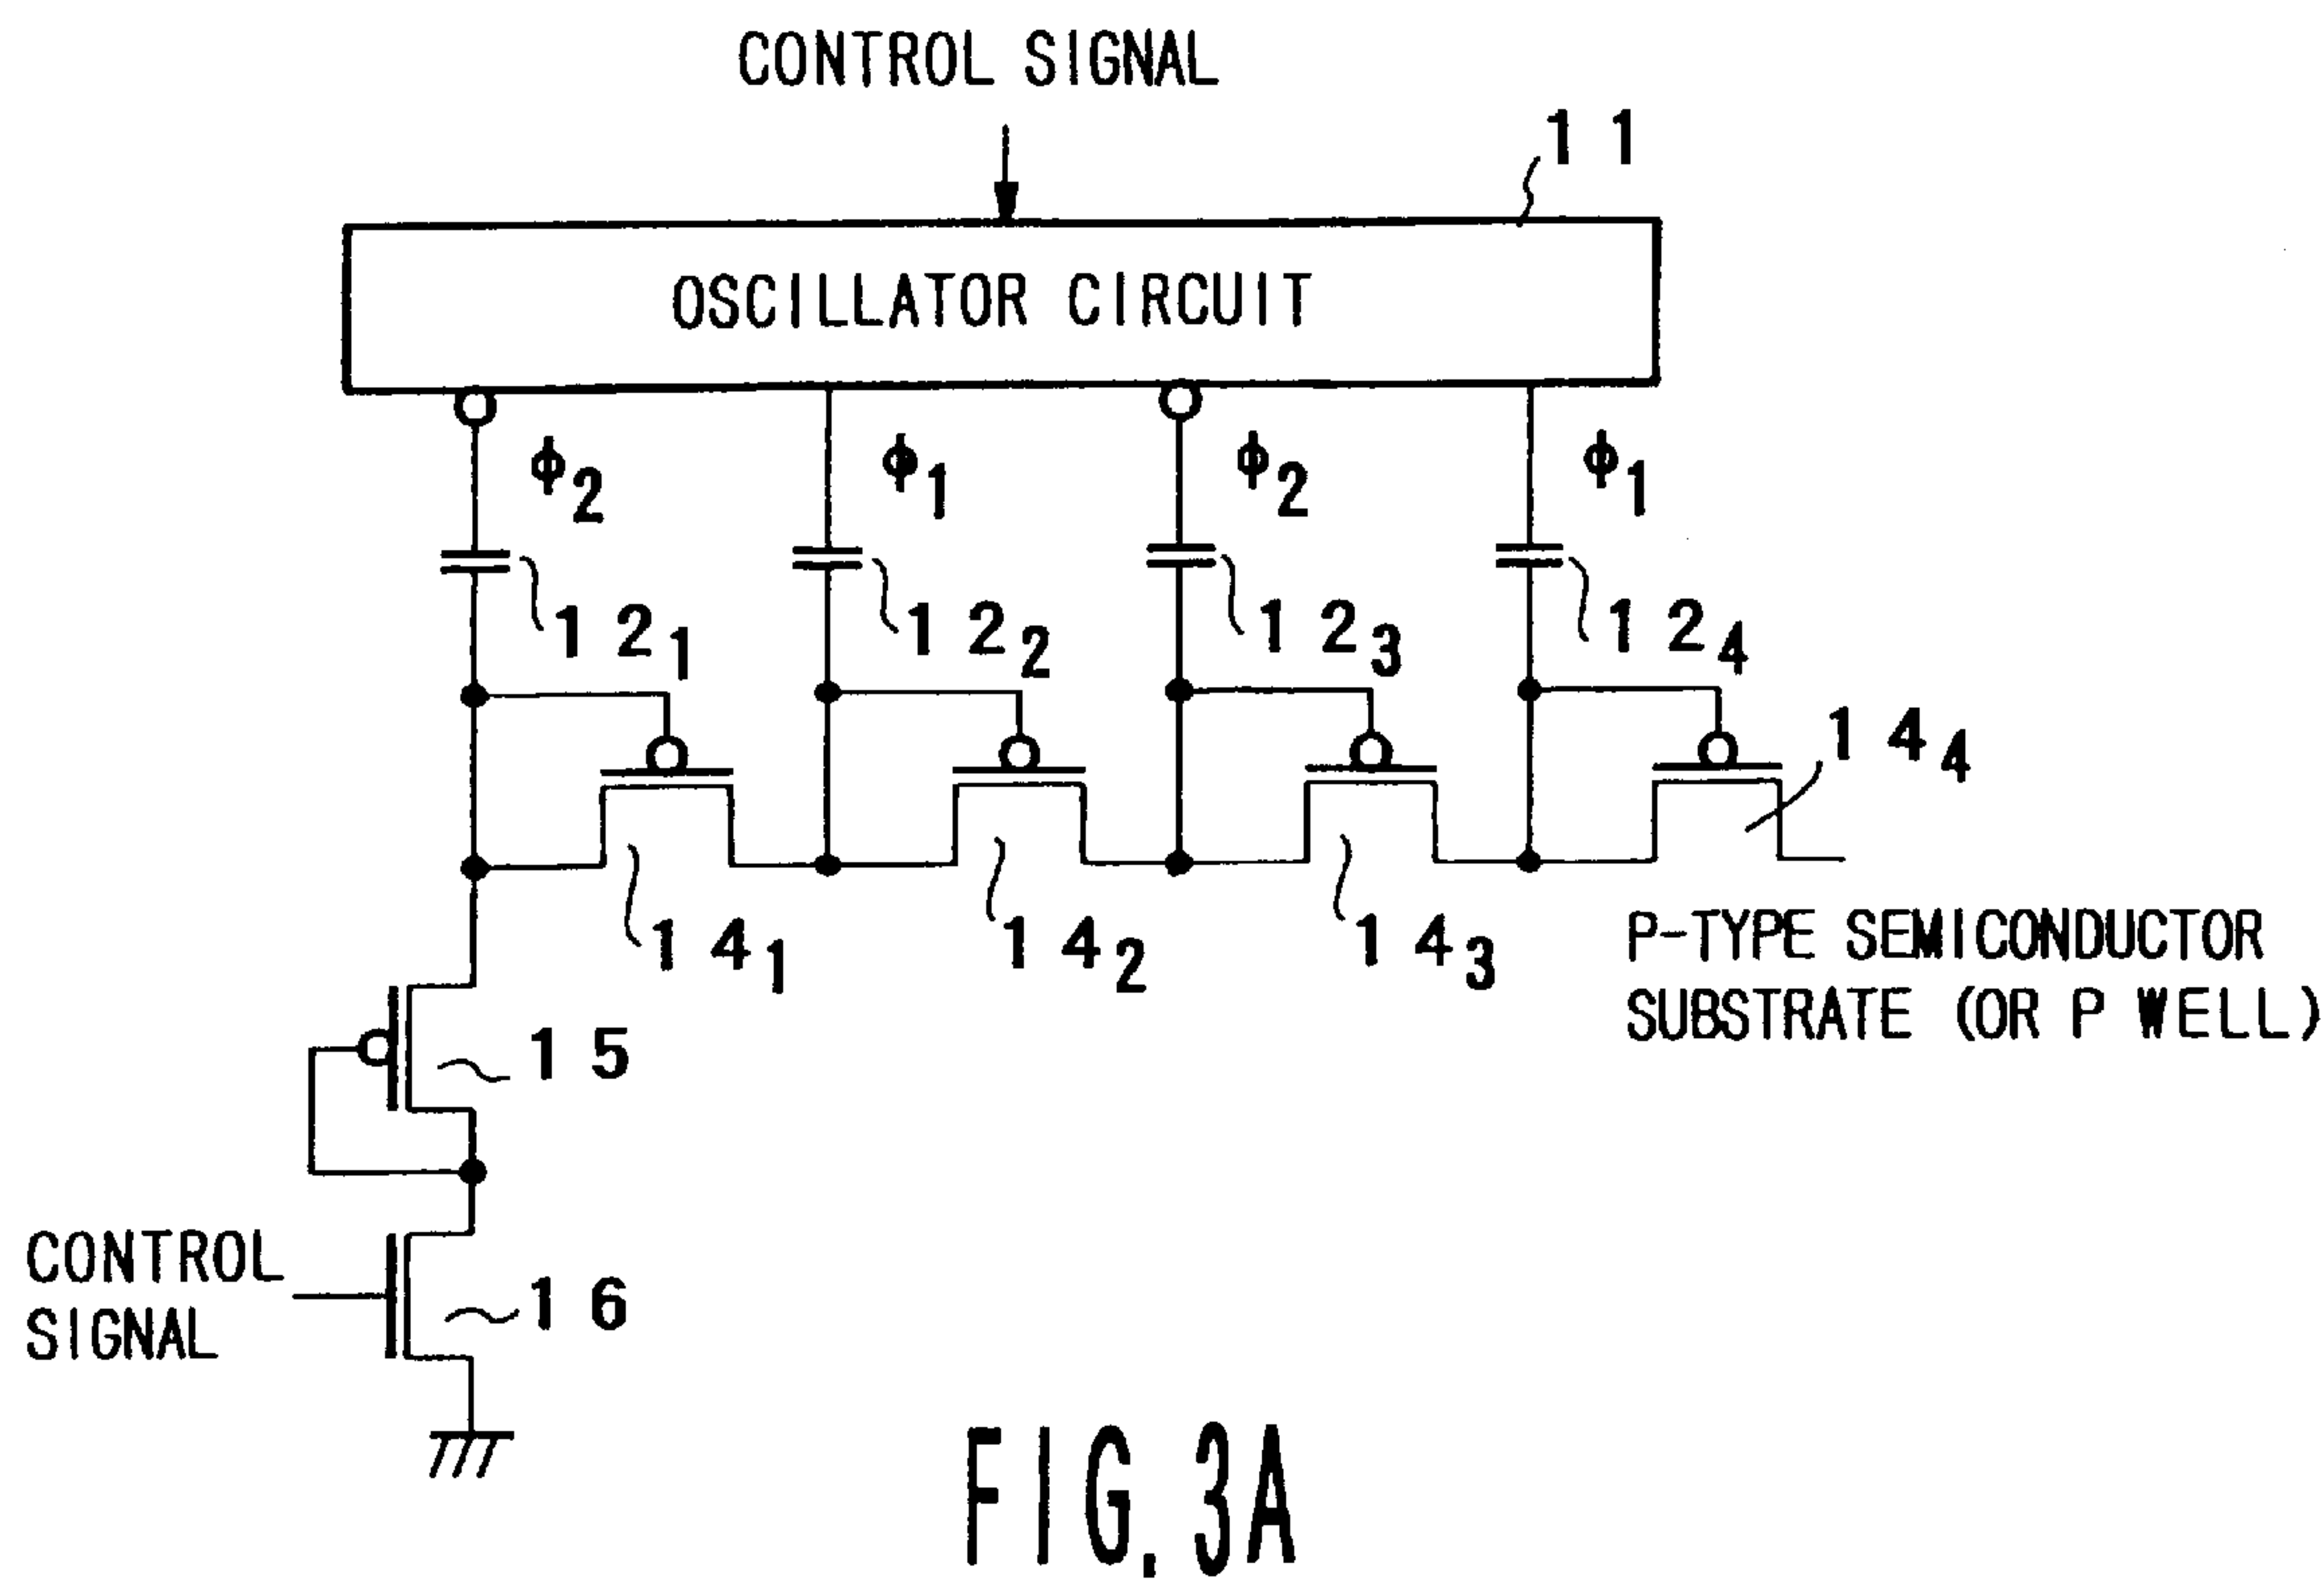 CONTROL SIGNAL
11
OSCILLATOR CIRCUIT
ϕ2 ϕ1 ϕ2 ϕ1
121 122 123 124
144
141 142 143
P-TYPE SEMICONDUCTOR
SUBSTRATE (OR P WELL)
15
CONTROL
SIGNAL
16
FIG.3A